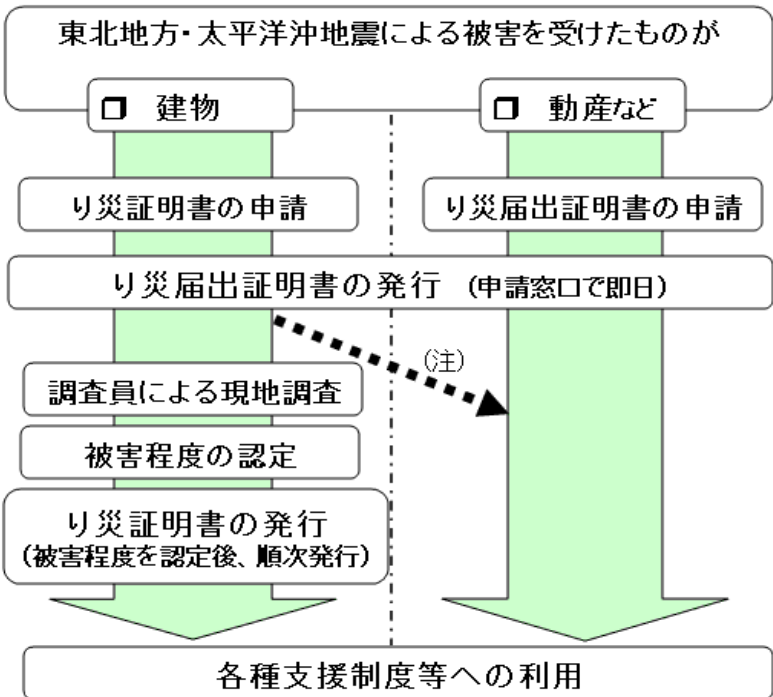 東北地方・太平洋沖地震による被害を受けたものが
❒ 建物
❒ 動産など
り災証明書の申請
り災届出証明書の申請
り災届出証明書の発行 (申請窓口で即日)
(注)
調査員による現地調査
被害程度の認定
り災証明書の発行
(被害程度を認定後、順次発行)
各種支援制度等への利用